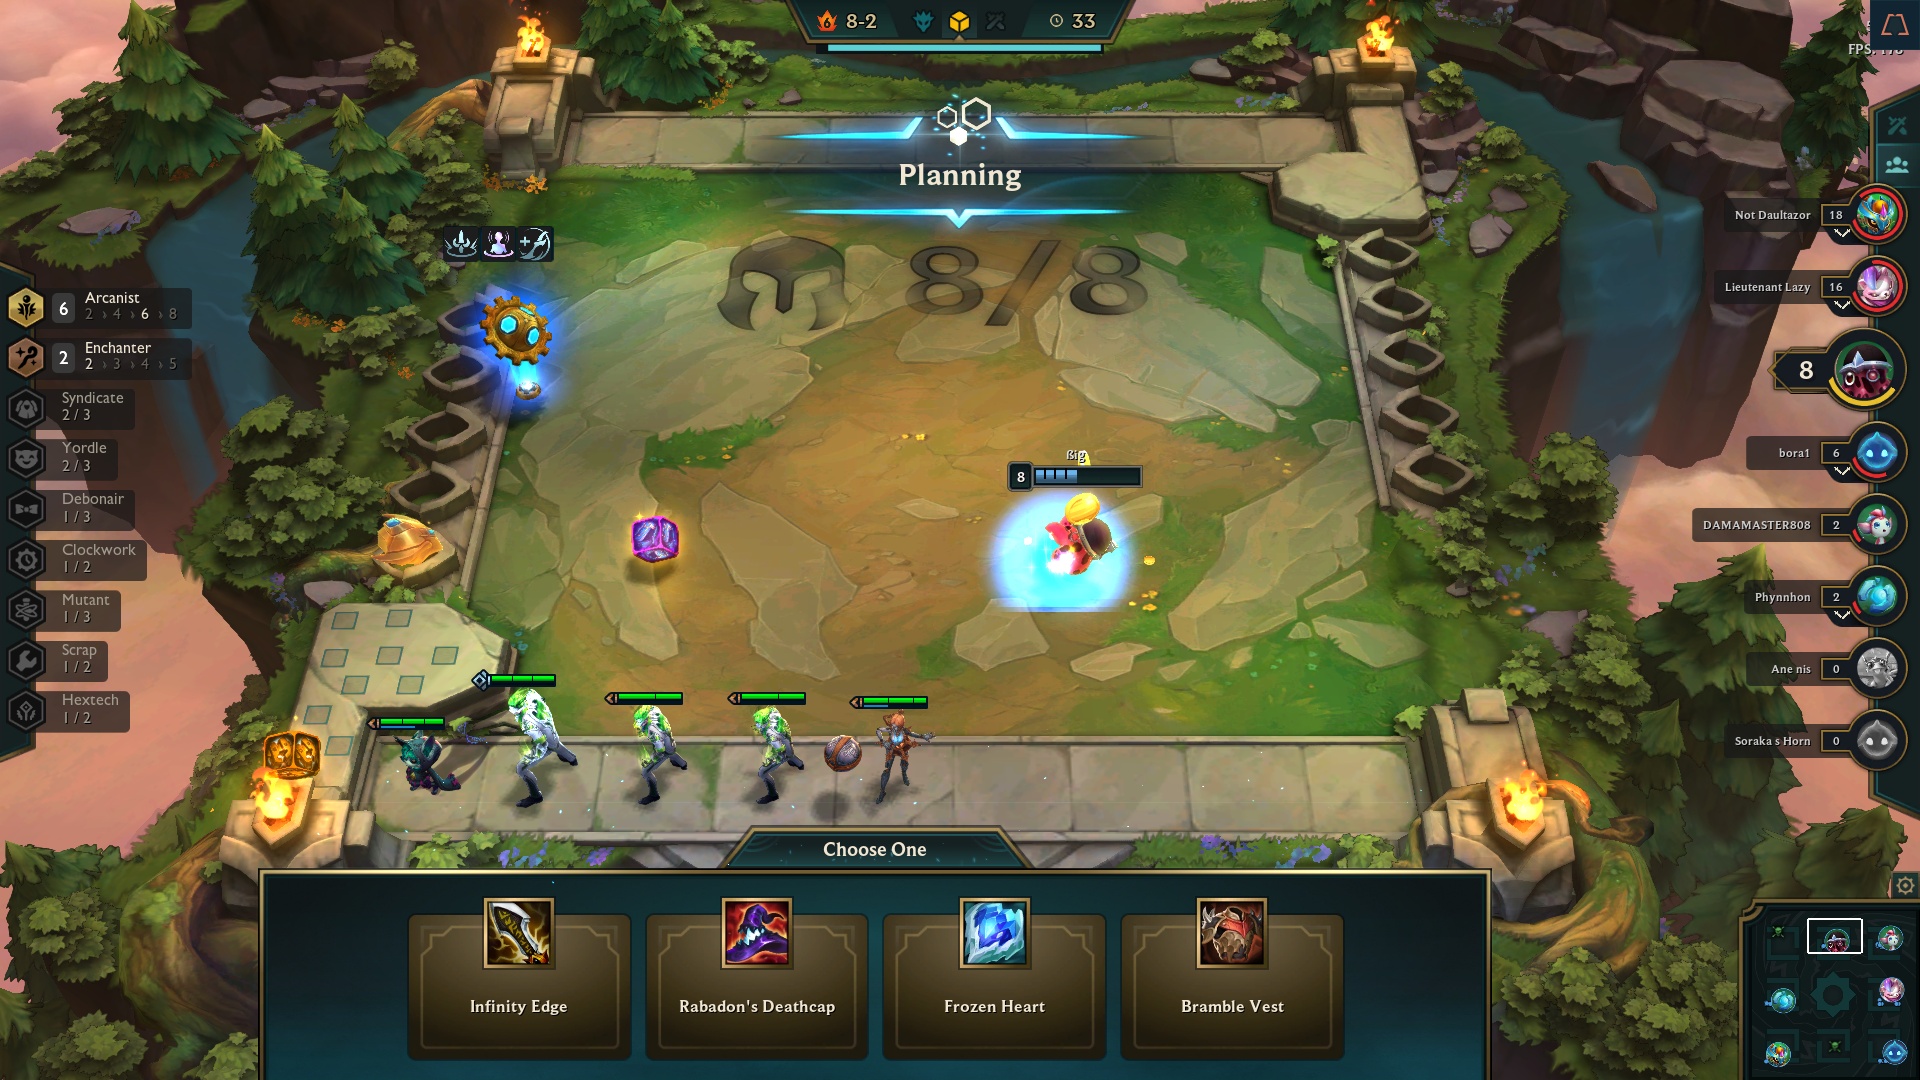 8-2
33
FPS:
Planning
8/8
Not Daultazor
18
Lieutenant Lazy
16
8
bora1
6
DAMAMASTER808
2
Phynnhon
2
Ane nis
0
Soraka s Horn
0
6
Arcanist
2 › 4 › 6 › 8
2
Enchanter
2 › 3 › 4 › 5
Syndicate
2 / 3
Yordle
2 / 3
Debonair
1 / 3
Clockwork
1 / 2
Mutant
1 / 3
Scrap
1 / 2
Hextech
1 / 2
8
Choose One
Infinity Edge
Rabadon's Deathcap
Frozen Heart
Bramble Vest